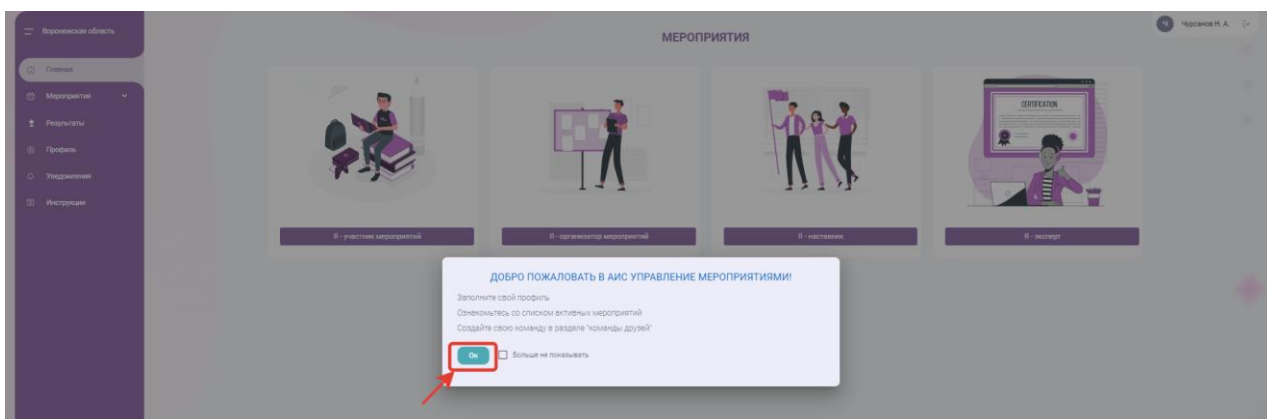 Воронежская область
Чурсанов Н. А.
Ч
МЕРОПРИЯТИЯ
Главная
Мероприятия
Результаты
Профиль
Уведомления
Инструкции
CERTIFICATION
Я - участник мероприятий
Я - организатор мероприятий
Я - наставник
Я - эксперт
ДОБРО ПОЖАЛОВАТЬ В АИС УПРАВЛЕНИЕ МЕРОПРИЯТИЯМИ!
Заполните свой профиль
Ознакомьтесь со списком активных мероприятий
Создайте свою команду в разделе "команды друзей"
Ок
Больше не показывать